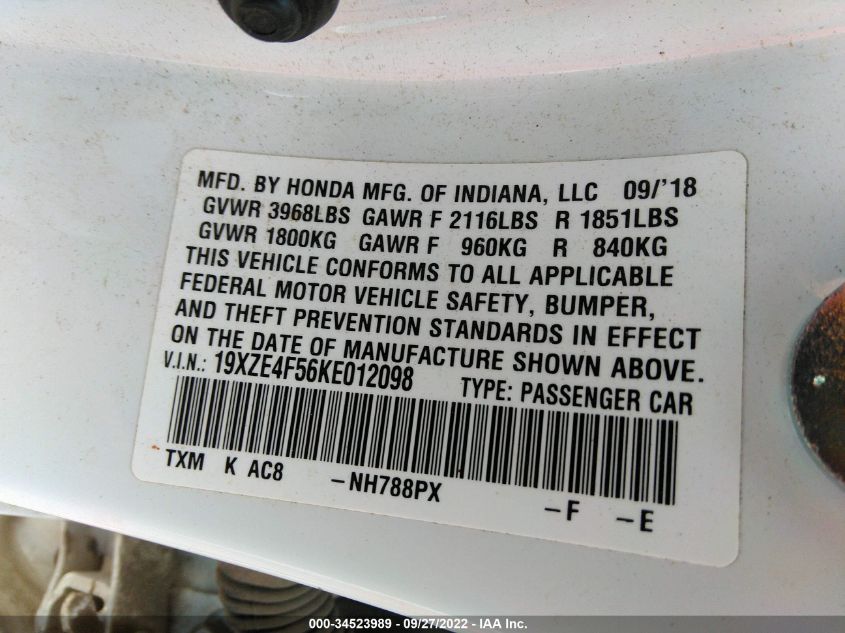 MFD. BY HONDA MFG. OF INDIANA, LLC 09/'18
GVWR 3968LBS GAWR F 2116LBS R 1851LBS
GVWR 1800KG GAWR F 960KG R 840KG
THIS VEHICLE CONFORMS TO ALL APPLICABLE
FEDERAL MOTOR VEHICLE SAFETY, BUMPER,
AND THEFT PREVENTION STANDARDS IN EFFECT
ON THE DATE OF MANUFACTURE SHOWN ABOVE.
V.I.N.: 19XZE4F56KE012098 TYPE: PASSENGER CAR
TXM K AC8 -NH788PX -F -E
000-34523989 - 09/27/2022 - IAA Inc.